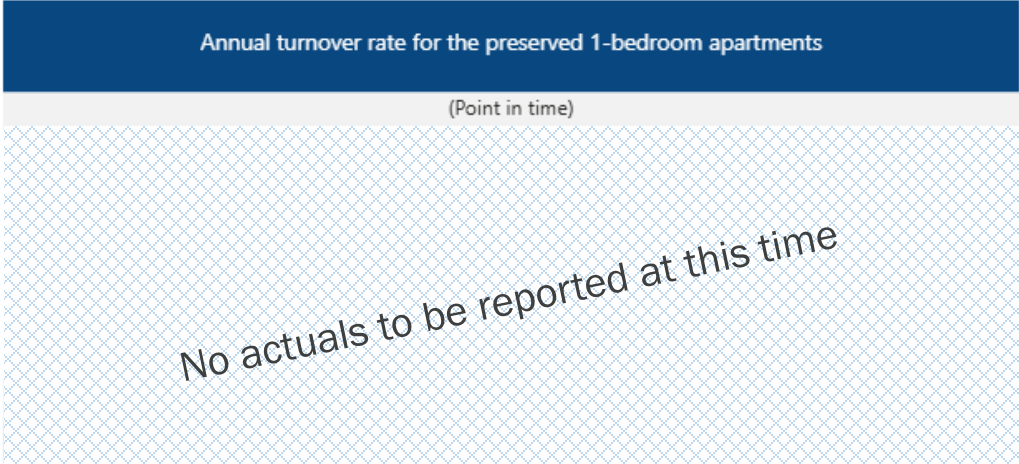 Annual turnover rate for the preserved 1-bedroom apartments
(Point in time)
No actuals to be reported at this time